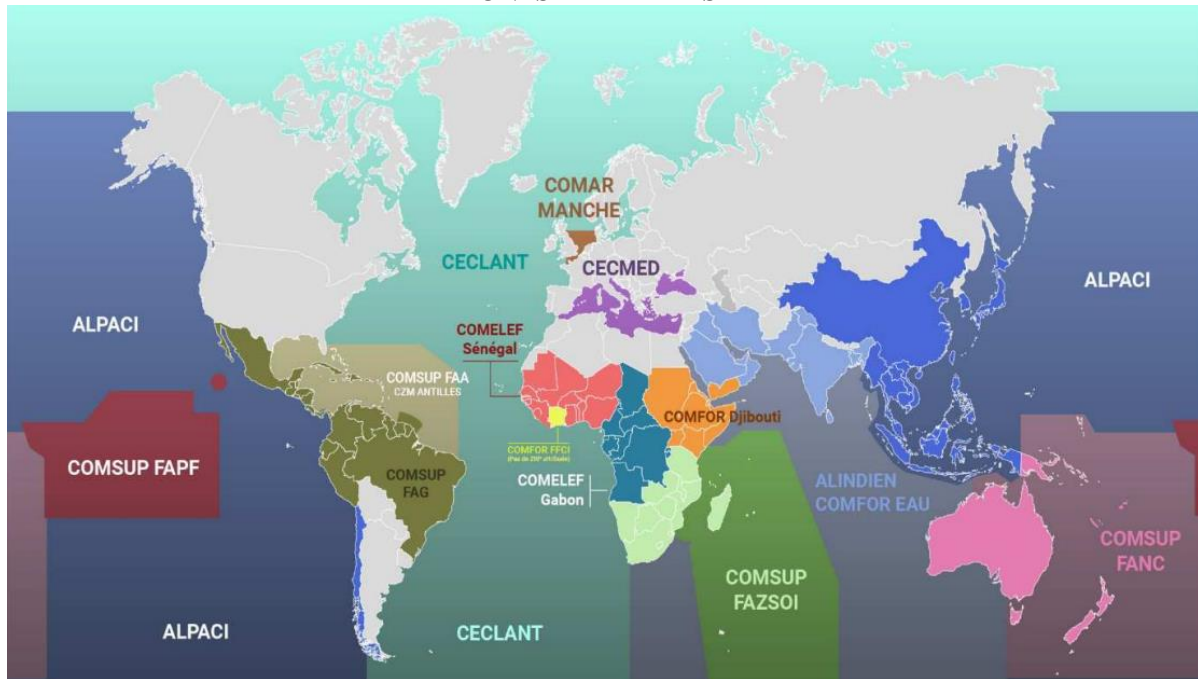 COMAR
MANCHE
CECLANT
CECMED
ALPACI
ALPACI
COMELEF
Sénégal
COMSUP FAA
CZM ANTILLES
COMFOR Djibouti
COMFOR FFCI
COMSUP FAPF
COMSUP
FAG
COMELEF
Gabon
ALINDIEN
COMFOR EAU
COMSUP
FANC
COMSUP
FAZSOI
ALPACI
CECLANT